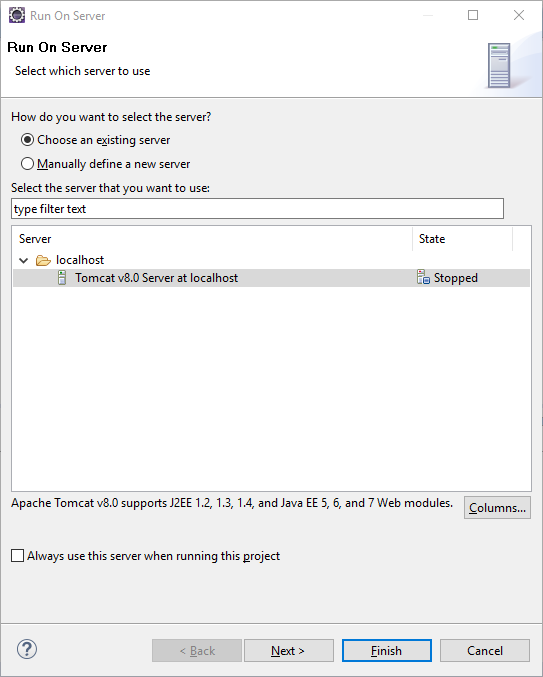 Run On Server
Run On Server
Select which server to use
How do you want to select the server?
Choose an existing server
Manually define a new server
Select the server that you want to use:
type filter text
Server State
localhost
Tomcat v8.0 Server at localhost Stopped
Apache Tomcat v8.0 supports J2EE 1.2, 1.3, 1.4, and Java EE 5, 6, and 7 Web modules.
Columns...
Always use this server when running this project
? < Back Next > Finish Cancel